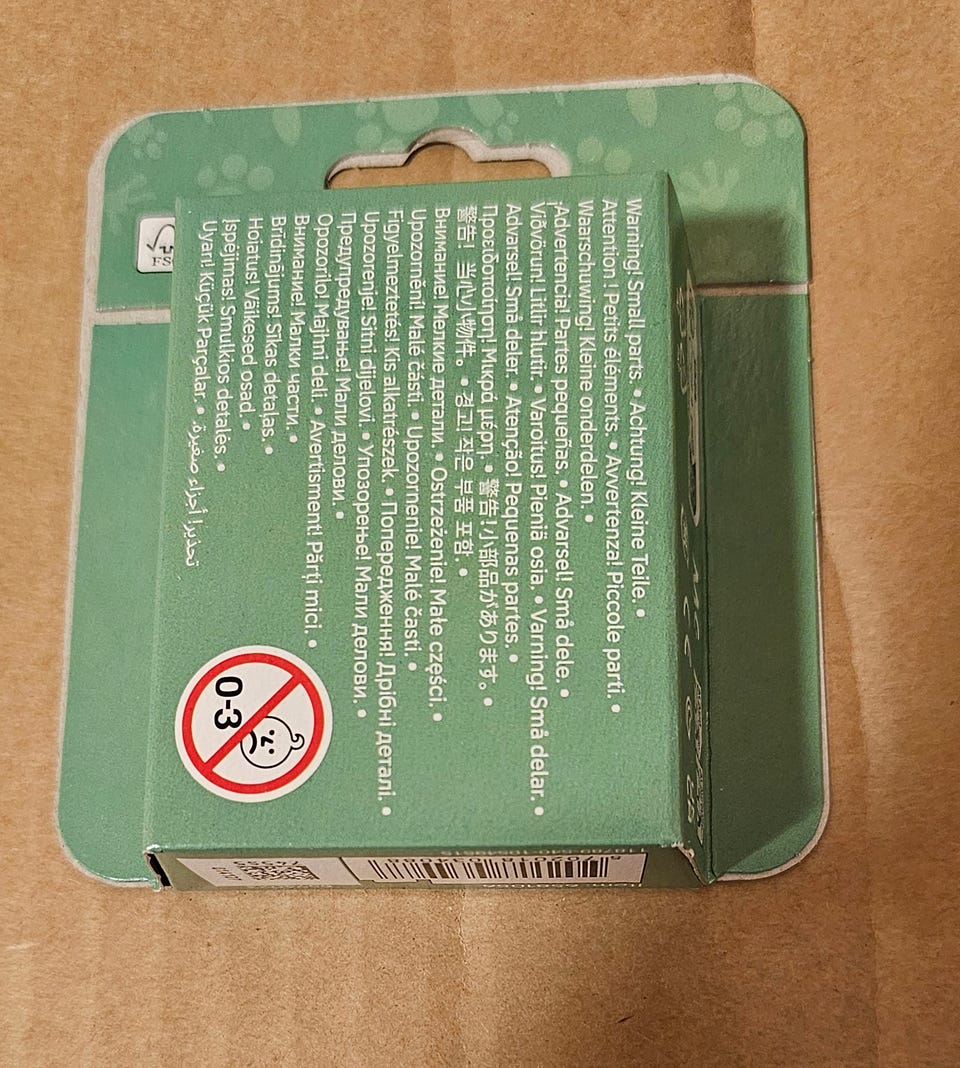 Warning! Small parts. • Achtung! Kleine Teile. •
Attention ! Petits éléments. • Avvertenza! Piccole parti. •
Waarschuwing! Kleine onderdelen. •
¡Advertencia! Partes pequeñas. • Advarsel! Små dele. •
Viðvörun! Litlir hlutir. • Varoitus! Pieniä osia. • Varning! Små delar. •
Advarsel! Små deler. • Atenção! Pequenas partes. •
Προειδοποίηση! Μικρά μέρη. • 警告!小部品があります。 •
警告! 当心小物件。 • 경고! 작은 부품 포함. •
Внимание! Мелкие детали. • Ostrzeżenie! Małe części. •
Upozornění! Malé části. • Upozornenie! Malé časti. •
Figyelmeztetés! Kis alkatrészek. • Попередження! Дрібні деталі. •
Upozorenje! Sitni dijelovi. • Упозорење! Мали делови. •
Предупредување! Мали делови. •
Opozorilo! Majhni deli. • Avertisment! Părți mici. •
Внимание! Малки части. •
Brīdinājums! Sīkas detaļas. •
Hoiatus! Väikesed osad. •
Įspėjimas! Smulkios detalės. •
Uyarı! Küçük Parçalar. • تحذير! أجزاء صغيرة.
0-3
FSC